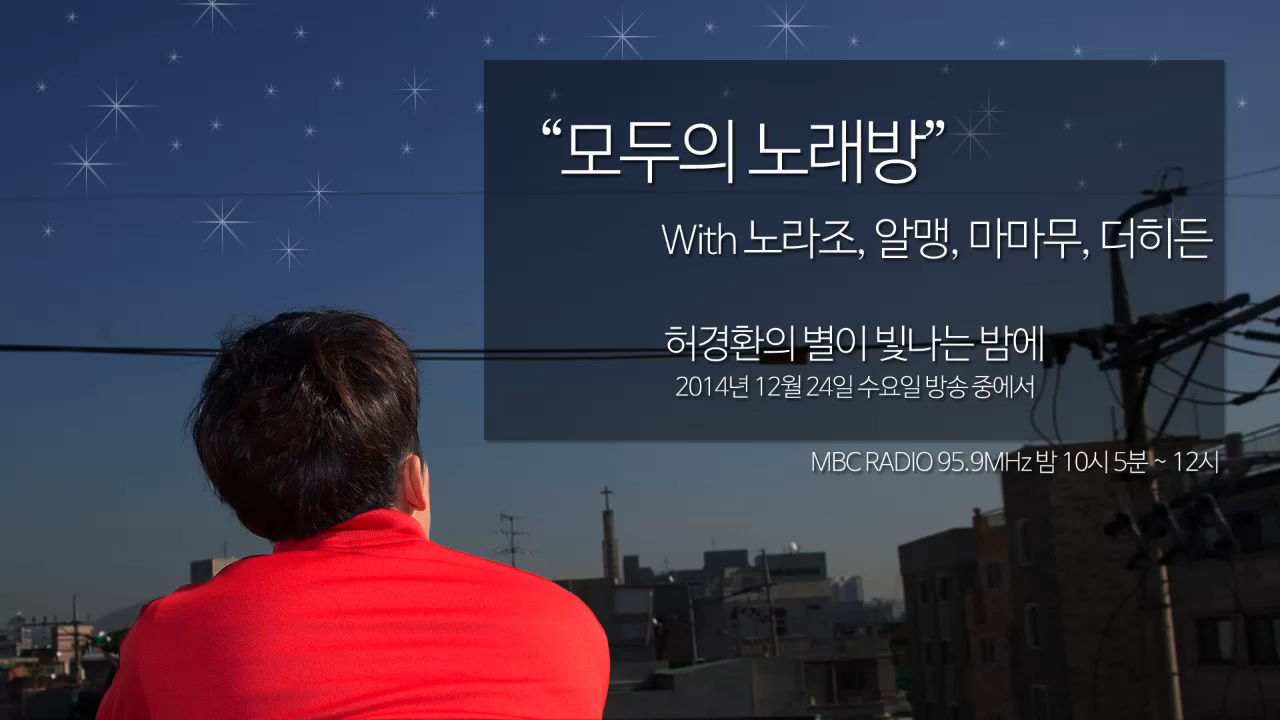 “모두의 노래방”
With 노라조, 알맹, 마마무, 더히든
허경환의 별이 빛나는 밤에
2014년 12월 24일 수요일 방송 중에서
MBC RADIO 95.9MHz 밤 10시 5분 ~ 12시